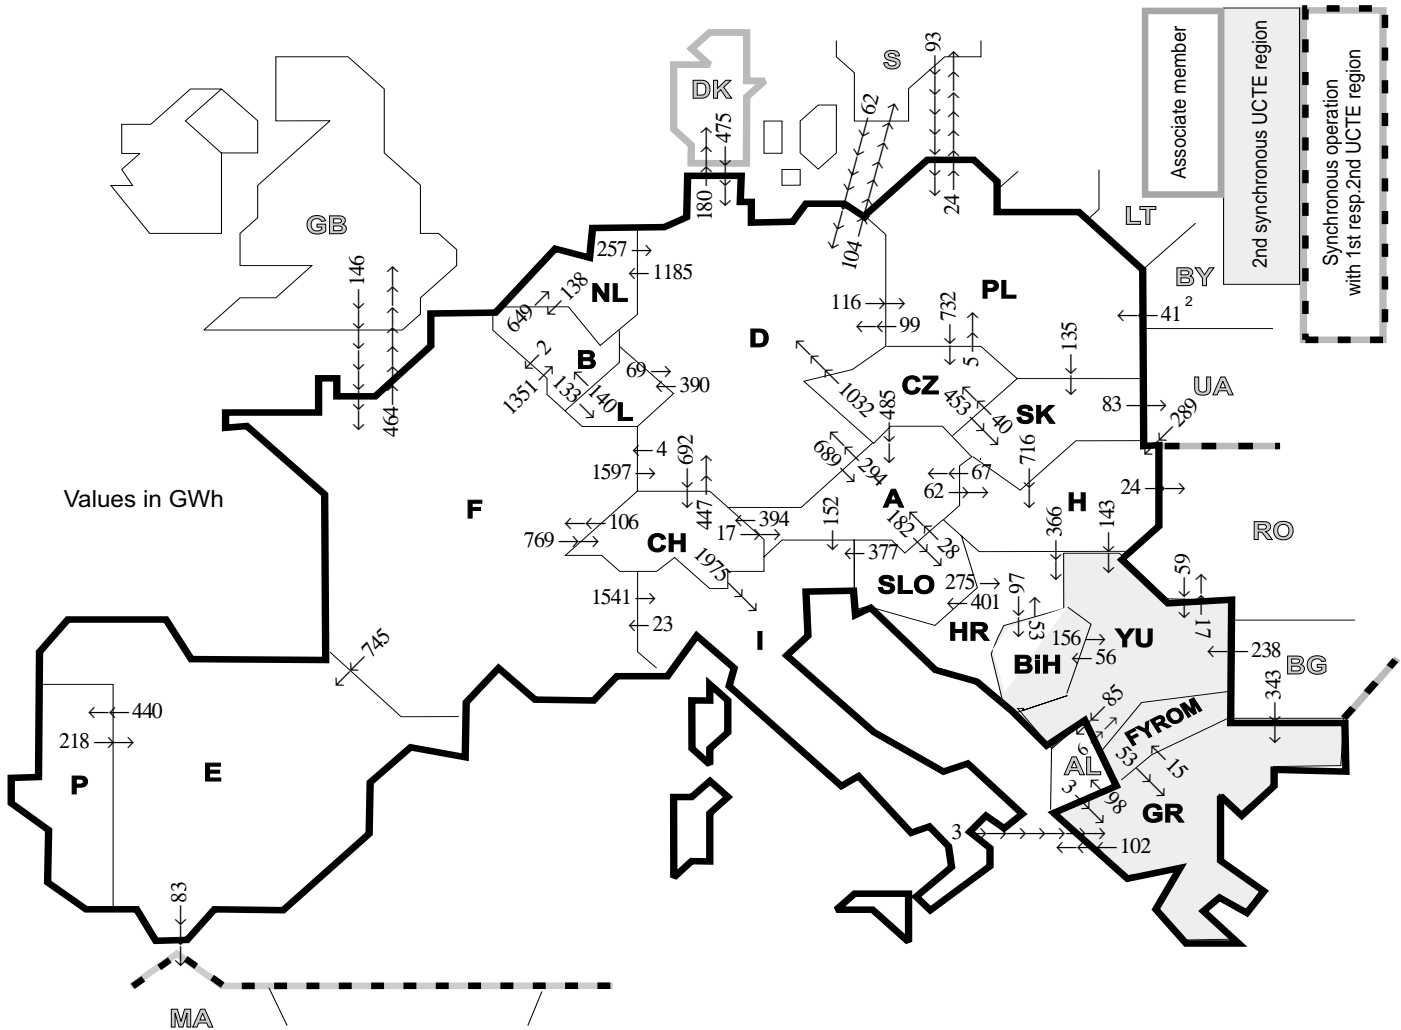 93
S
62
DK
475
180
24
104
Associate member
2nd synchronous UCTE region
Synchronous operation
with 1st resp.2nd UCTE region
LT
GB
146
464
257
1185
138
649
NL
BY
41
2
PL
116
99
732
5
135
D
2
B
1351
133
140
69
390
L
1032
CZ
453
40
485
SK
UA
83
289
4
1597
692
447
689
294
67
62
A
716
H
24
Values in GWh
F
106
769
CH
394
17
152
182
28
377
366
143
RO
1975
SLO
275
401
97
53
59
17
1541
23
I
HR
156
56
BiH
YU
238
BG
745
343
440
218
P
E
85
FYROM
6
AL
53
15
3
98
GR
3
102
83
MA